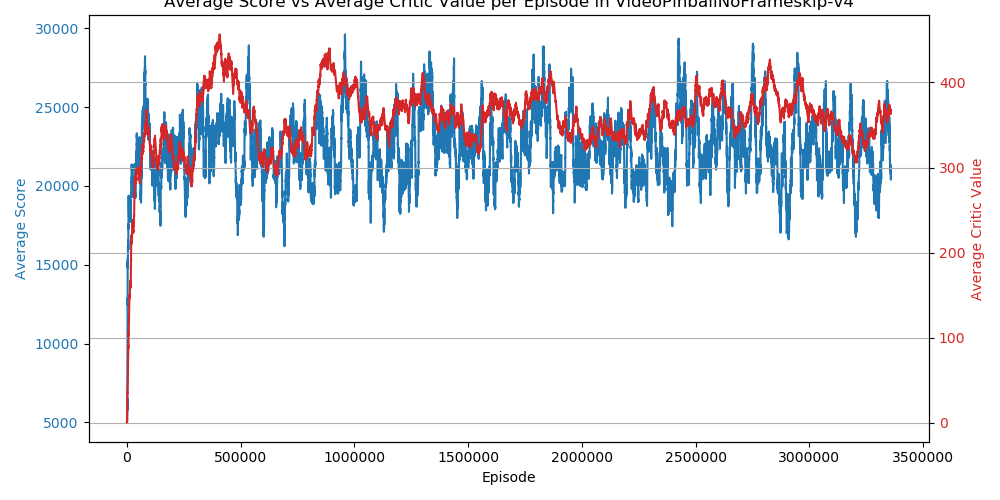 Average Score vs Average Critic Value per Episode in VideoPinballNoFrameskip-v4
30000
25000
20000
15000
10000
5000
Average Score
400
300
200
100
0
Average Critic Value
0 500000 1000000 1500000 2000000 2500000 3000000 3500000
Episode